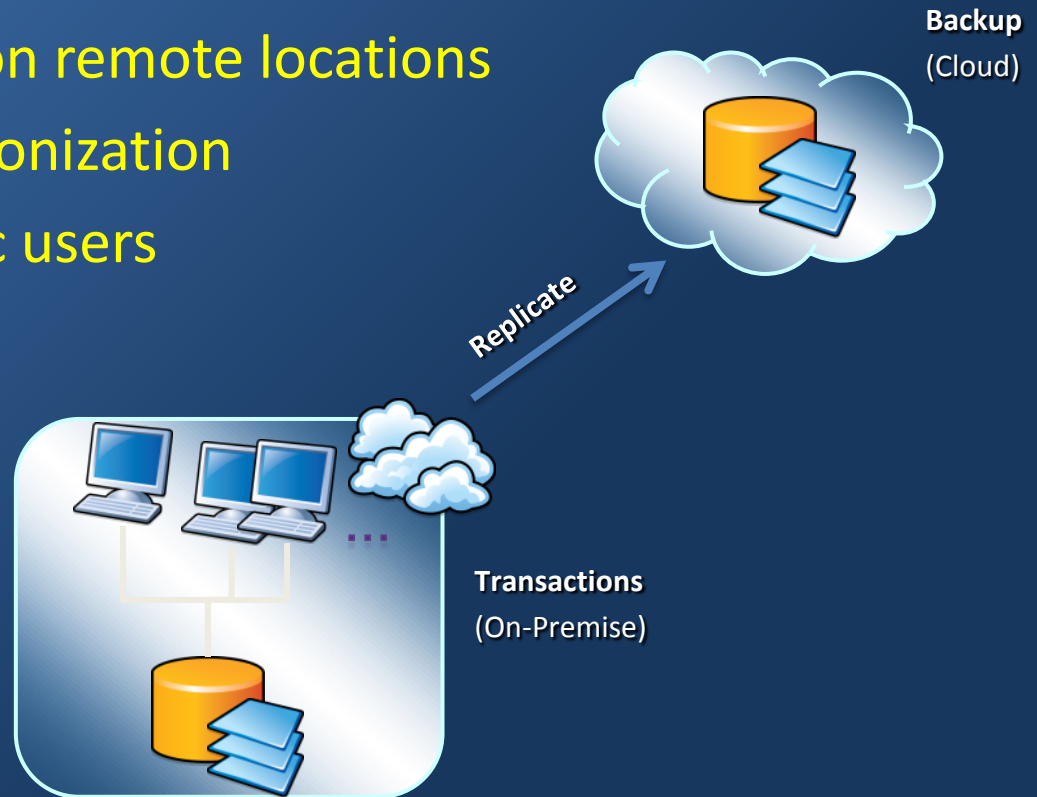 on remote locations
onization
c users
Backup
(Cloud)
Replicate
...
Transactions
(On-Premise)